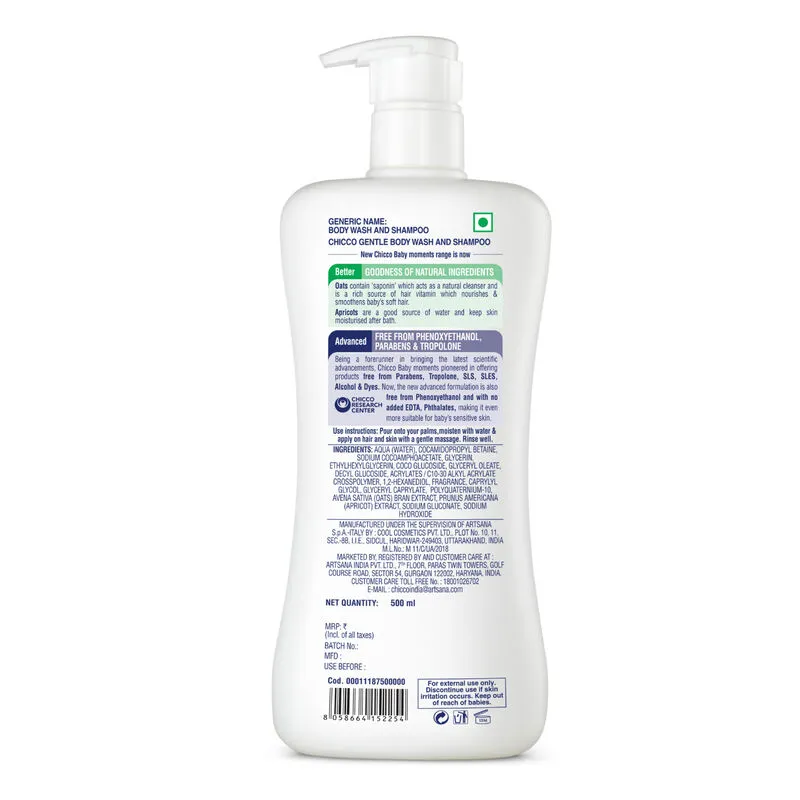 GENERIC NAME:
BODY WASH AND SHAMPOO
CHICCO GENTLE BODY WASH AND SHAMPOO
New Chicco Baby moments range is now
Better GOODNESS OF NATURAL INGREDIENTS
Oats contain 'saponin' which acts as a natural cleanser and
is a rich source of hair vitamin which nourishes &
smoothens baby's soft hair.
Apricots are a good source of water and keep skin
moisturised after bath.
Advanced FREE FROM PHENOXYETHANOL,
PARABENS & TROPOLONE
Being a forerunner in bringing the latest scientific
advancements, Chicco Baby moments pioneered in offering
products free from Parabens, Tropolone, SLS, SLES,
Alcohol & Dyes. Now, the new advanced formulation is also
CHICCO
RESEARCH
CENTER
free from Phenoxyethanol and with no
added EDTA, Phthalates, making it even
more suitable for baby's sensitive skin.
Use instructions: Pour onto your palms,moisten with water &
apply on hair and skin with a gentle massage. Rinse well.
INGREDIENTS: AQUA (WATER), COCAMIDOPROPYL BETAINE,
SODIUM COCOAMPHOACETATE, GLYCERIN,
ETHYLHEXYLGLYCERIN, COCO GLUCOSIDE, GLYCERYL OLEATE,
DECYL GLUCOSIDE, ACRYLATES / C10-30 ALKYL ACRYLATE
CROSSPOLYMER, 1,2-HEXANEDIOL, FRAGRANCE, CAPRYLYL
GLYCOL, GLYCERYL CAPRYLATE, POLYQUATERNIUM-10,
AVENA SATIVA (OATS) BRAN EXTRACT, PRUNUS AMERICANA
(APRICOT) EXTRACT, SODIUM GLUCONATE, SODIUM
HYDROXIDE
MANUFACTURED UNDER THE SUPERVISION OF ARTSANA
S.p.A.-ITALY BY : COOL COSMETICS PVT. LTD., PLOT No. 10, 11,
SEC.-8B, I.I.E., SIDCUL, HARIDWAR-249403, UTTARAKHAND, INDIA
M.L.No.: M 11/C/UA/2018
MARKETED BY, REGISTERED BY AND CUSTOMER CARE AT :
ARTSANA INDIA PVT. LTD., 7TH FLOOR, PARAS TWIN TOWERS, GOLF
COURSE ROAD, SECTOR 54, GURGAON 122002, HARYANA, INDIA.
CUSTOMER CARE TOLL FREE No. : 18001026702
E-MAIL : chiccoindia@artsana.com
NET QUANTITY: 500 ml
MRP: ₹
(Incl. of all taxes)
BATCH No.:
MFD :
USE BEFORE :
Cod. 00011187500000
8 058664 152254
For external use only.
Discontinue use if skin
irritation occurs. Keep out
of reach of babies.